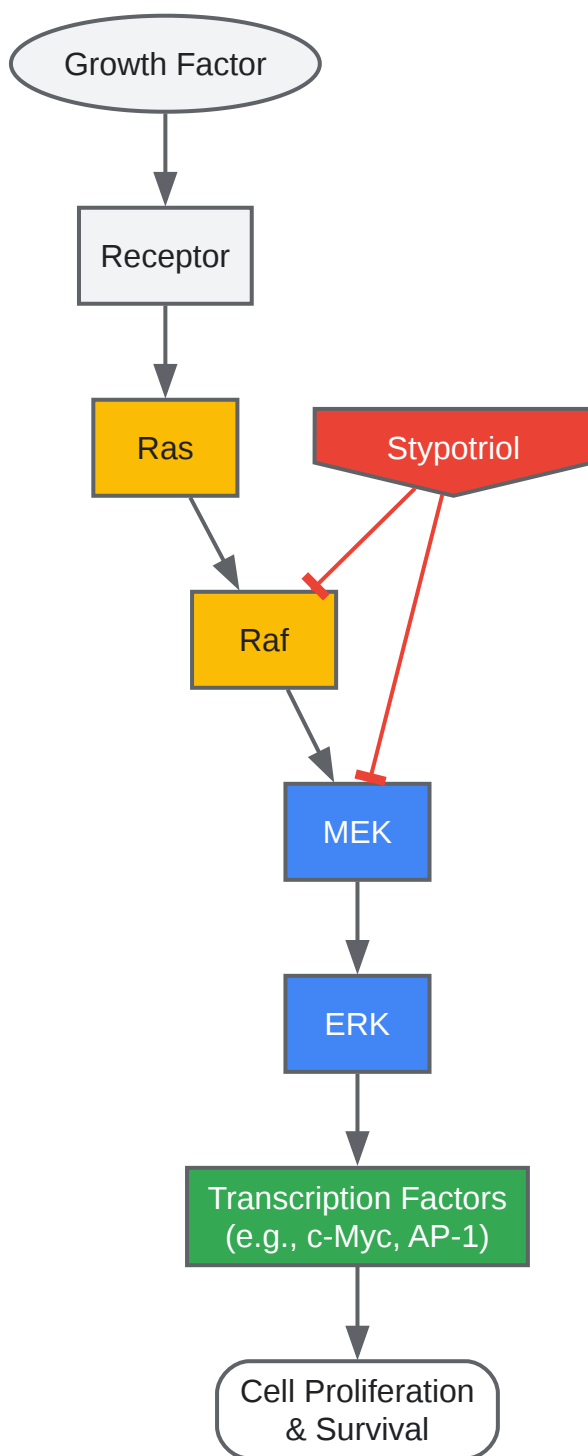 Growth Factor
Receptor
Ras
Stypotriol
Raf
MEK
ERK
Transcription Factors
(e.g., c-Myc, AP-1)
Cell Proliferation
& Survival